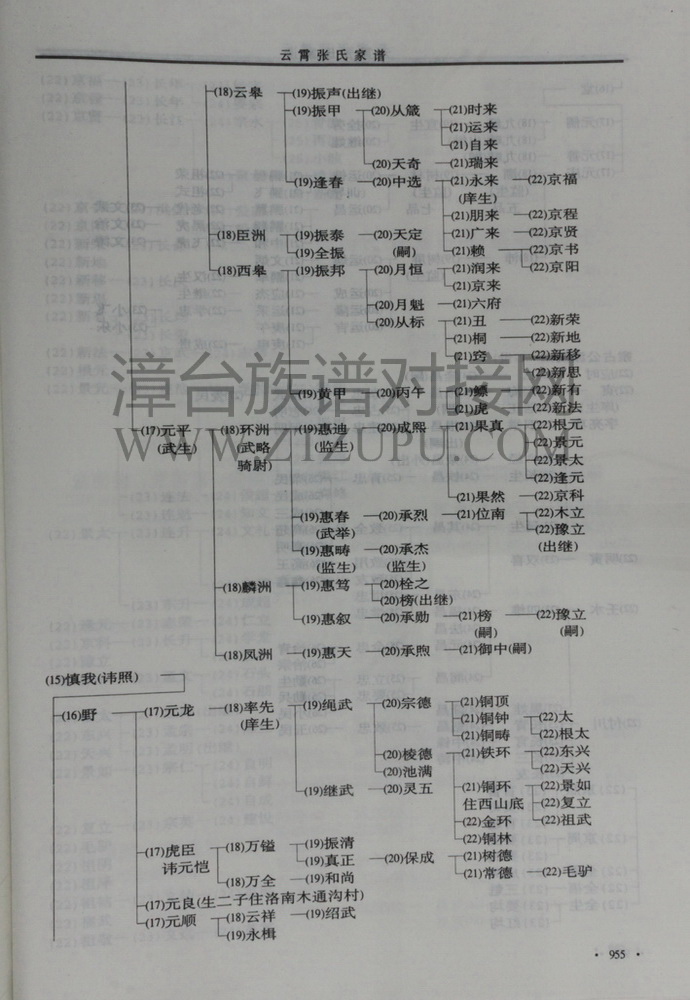 云霄张氏家谱
(18)云皋 (19)振声(出继)
(19)振甲 (20)从箴 (21)时来
(21)运来
(21)自来
(20)天奇 (21)瑞来
(19)逢春 (20)中选 (21)永来 (22)京福
(庠生)
(21)朋来 (22)京程
(21)广来 (22)京贤
(18)臣洲 (19)振泰 (20)天定 (21)赖 (22)京书
(19)全振 (嗣) (22)京阳
(18)西皋 (19)振邦 (20)月恒 (21)润来
(21)京来
(20)月魁 (21)六府
(20)从标 (21)丑 (22)新荣
(21)桐 (22)新地
(21)窍 (22)新移
(22)新思
(19)黄甲 (20)丙午 (21)鳔 (22)新有
(21)虎 (22)新法
漳台族谱对接网
WWW.ZTZUPU.COM
(17)元平 (18)环洲 (19)惠迪 (20)成熙 (21)果真 (22)根元
(武生) (武略 (监生) (22)景元
骑尉) (22)景太
(22)逢元
(21)果然 (22)京科
(19)惠春 (20)承烈 (21)位南 (22)木立
(武举) (22)豫立
(19)惠畴 (20)承杰 (出继)
(监生) (监生)
(18)麟洲 (19)惠笃 (20)栓之
(20)榜(出继)
(19)惠叙 (20)承勋 (21)榜 (22)豫立
(嗣) (嗣)
(18)凤洲 (19)惠天 (20)承煦 (21)御中(嗣)
(15)慎我(讳照)
(16)野 (17)元龙 (18)率先 (19)绳武 (20)宗德 (21)铜顶
(庠生) (21)铜钟 (22)太
(21)铜畴 (22)根太
(20)棱德 (21)铁环 (22)东兴
(20)池满 (22)天兴
(19)继武 (20)灵五 (21)铜环 (22)景如
住西山底 (22)复立
(22)金环 (22)祖武
(22)铜林
(17)虎臣 (18)万镒 (19)振清
讳元恺 (19)真正 (20)保成 (21)树德
(18)万全 (19)和尚 (21)常德 (22)毛驴
(17)元良(生二子住洛南木通沟村)
(17)元顺 (18)云祥 (19)绍武
(19)永楫
· 955 ·